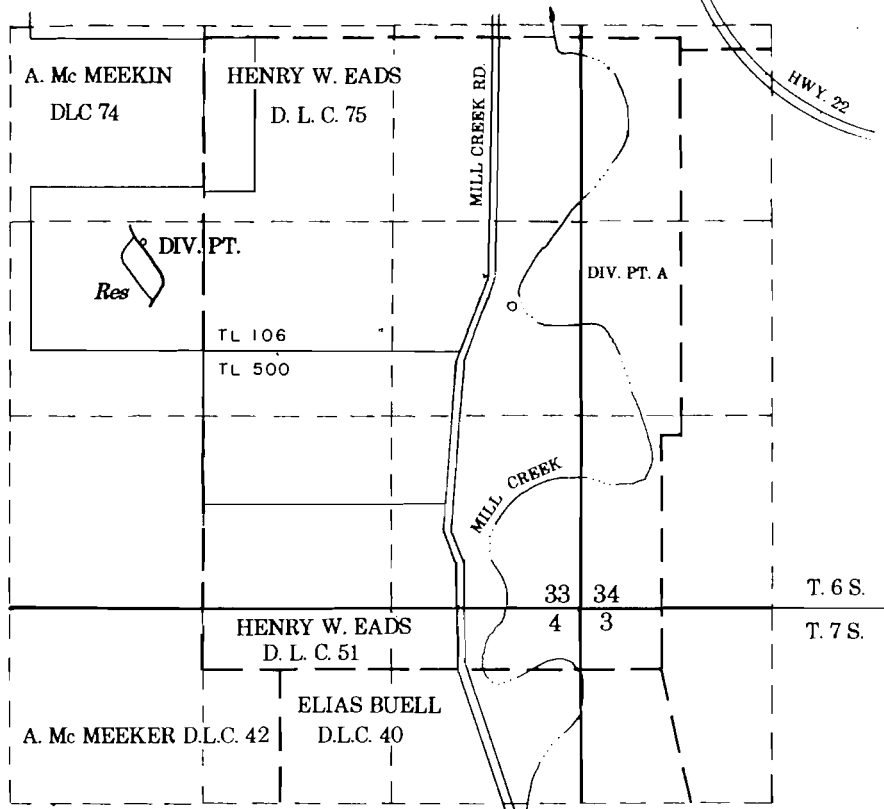 A. Mc MEEKIN
DLC 74
HENRY W. EADS
D. L. C. 75
MILL CREEK RD.
HWY. 22
DIV. PT.
Res
DIV. PT. A
TL 106
TL 500
MILL CREEK
33 34
4 3
T. 6 S.
T. 7 S.
HENRY W. EADS
D. L. C. 51
ELIAS BUELL
D.L.C. 40
A. Mc MEEKER D.L.C. 42